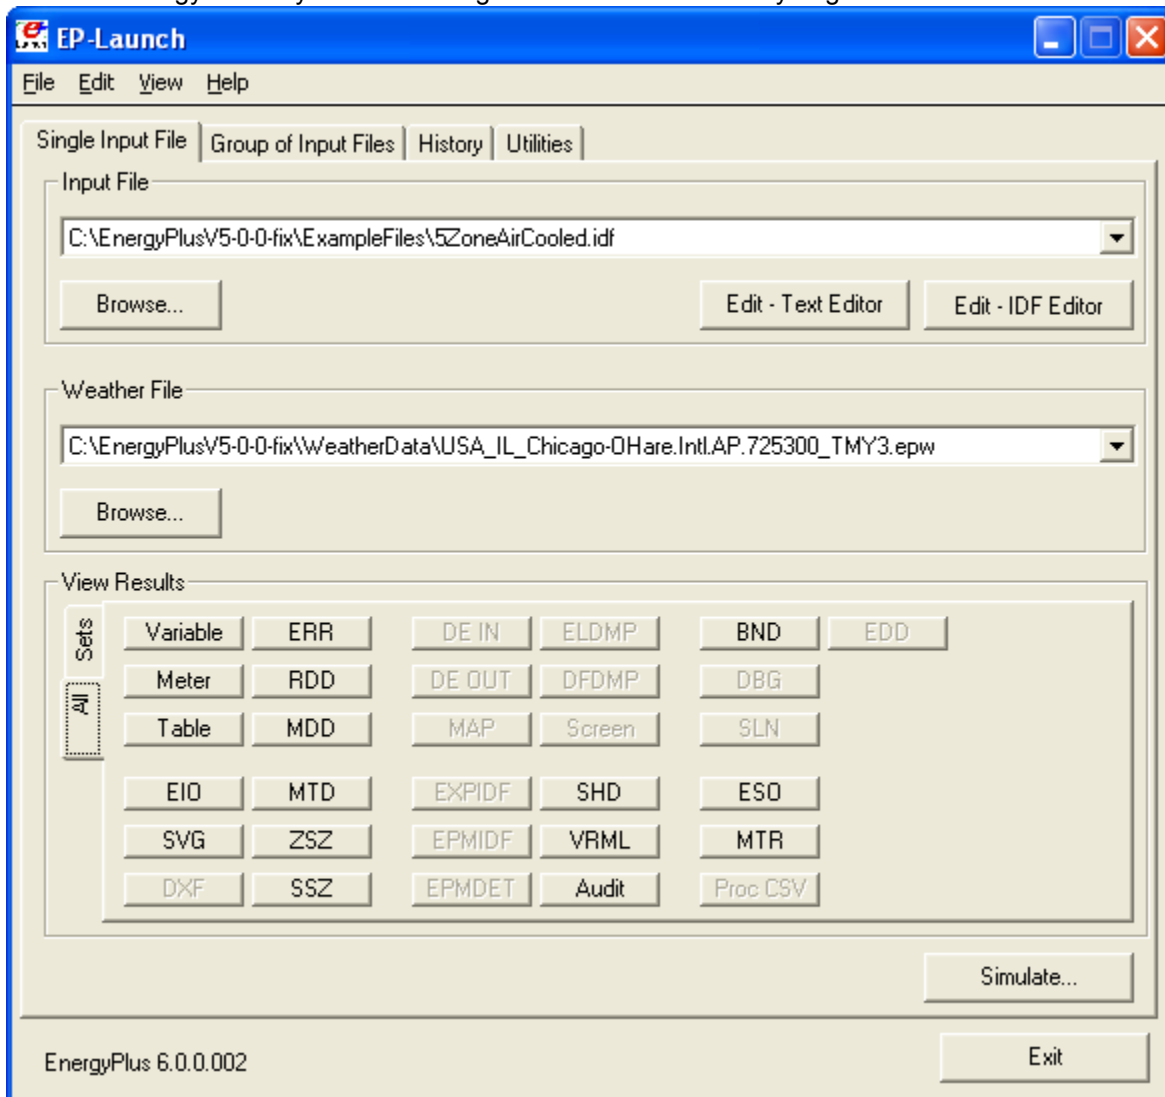 EP-Launch
File Edit View Help
Single Input File Group of Input Files History Utilities
Input File
C:\EnergyPlusV5-0-0-fix\ExampleFiles\5ZoneAirCooled.idf
Browse... Edit - Text Editor Edit - IDF Editor
Weather File
C:\EnergyPlusV5-0-0-fix\WeatherData\USA_IL_Chicago-OHare.Intl.AP.725300_TMY3.epw
Browse...
View Results
Sets
All
Variable ERR DE IN ELDMP BND EDD
Meter RDD DE OUT DFDMP DBG
Table MDD MAP Screen SLN
EIO MTD EXPIDF SHD ESO
SVG ZSZ EPMIDF VRML MTR
DXF SSZ EPMDET Audit Proc CSV
Simulate...
EnergyPlus 6.0.0.002 Exit